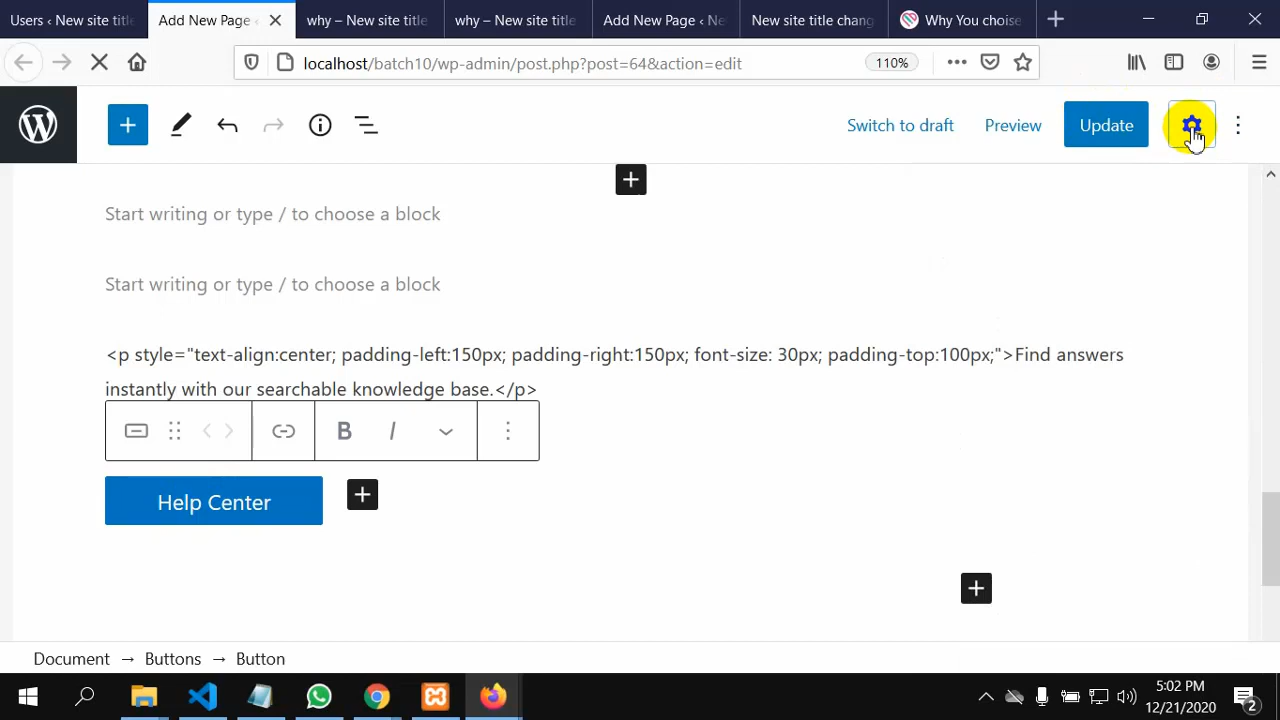 Users ‹ New site titl
Add New Page ‹
why – New site title
why – New site title
Add New Page ‹ Ne
New site title chang
Why You choise
localhost/batch10/wp-admin/post.php?post=64&action=edit
110%
Switch to draft
Preview
Update
Start writing or type / to choose a block
Start writing or type / to choose a block
<p style="text-align:center; padding-left:150px; padding-right:150px; font-size: 30px; padding-top:100px;">Find answers
instantly with our searchable knowledge base.</p>
B I
Help Center
Document → Buttons → Button
5:02 PM
12/21/2020
2